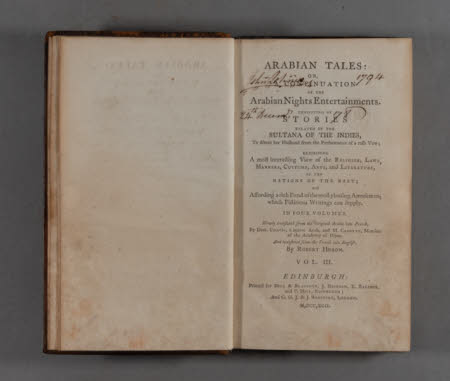 ARABIAN TALES:
OR,
CONTINUATION
OF THE
Arabian Nights Entertainments.
CONSISTING OF
STORIES
RELATED BY THE
SULTANA OF THE INDIES,
To divert her Husband from the Performance of a rash Vow;
EXHIBITING
A most interesting View of the RELIGION, LAWS,
MANNERS, CUSTOMS, ARTS, and LITERATURE,
OF THE
NATIONS OF THE EAST;
AND
Affording a rich Fund of the most pleasing Amusement,
which Fictitious Writings can supply.
IN FOUR VOLUMES.
Newly translated from the original Arabic into French,
By DOM CHAVIS, a native Arab, and M. CAZOTTE, Member
of the Academy of Dijon.
And translated from the French into English,
By ROBERT HERON.
VOL. III.
EDINBURGH:
Printed for BELL & BRADFUTE, J. DICKSON, E. BALFOUR,
and P. HILL, EDINBURGH;
And G. G. J. & J. ROBINSON, LONDON.
M,DCC,XCII.
1794
24th